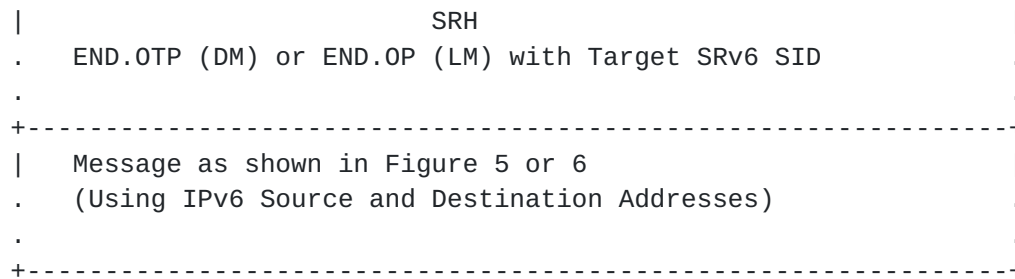 |                          SRH
.   END.OTP (DM) or END.OP (LM) with Target SRv6 SID            .
.                                                               .
+---------------------------------------------------------------+
|   Message as shown in Figure 5 or 6
.   (Using IPv6 Source and Destination Addresses)               .
.                                                               .
+---------------------------------------------------------------+